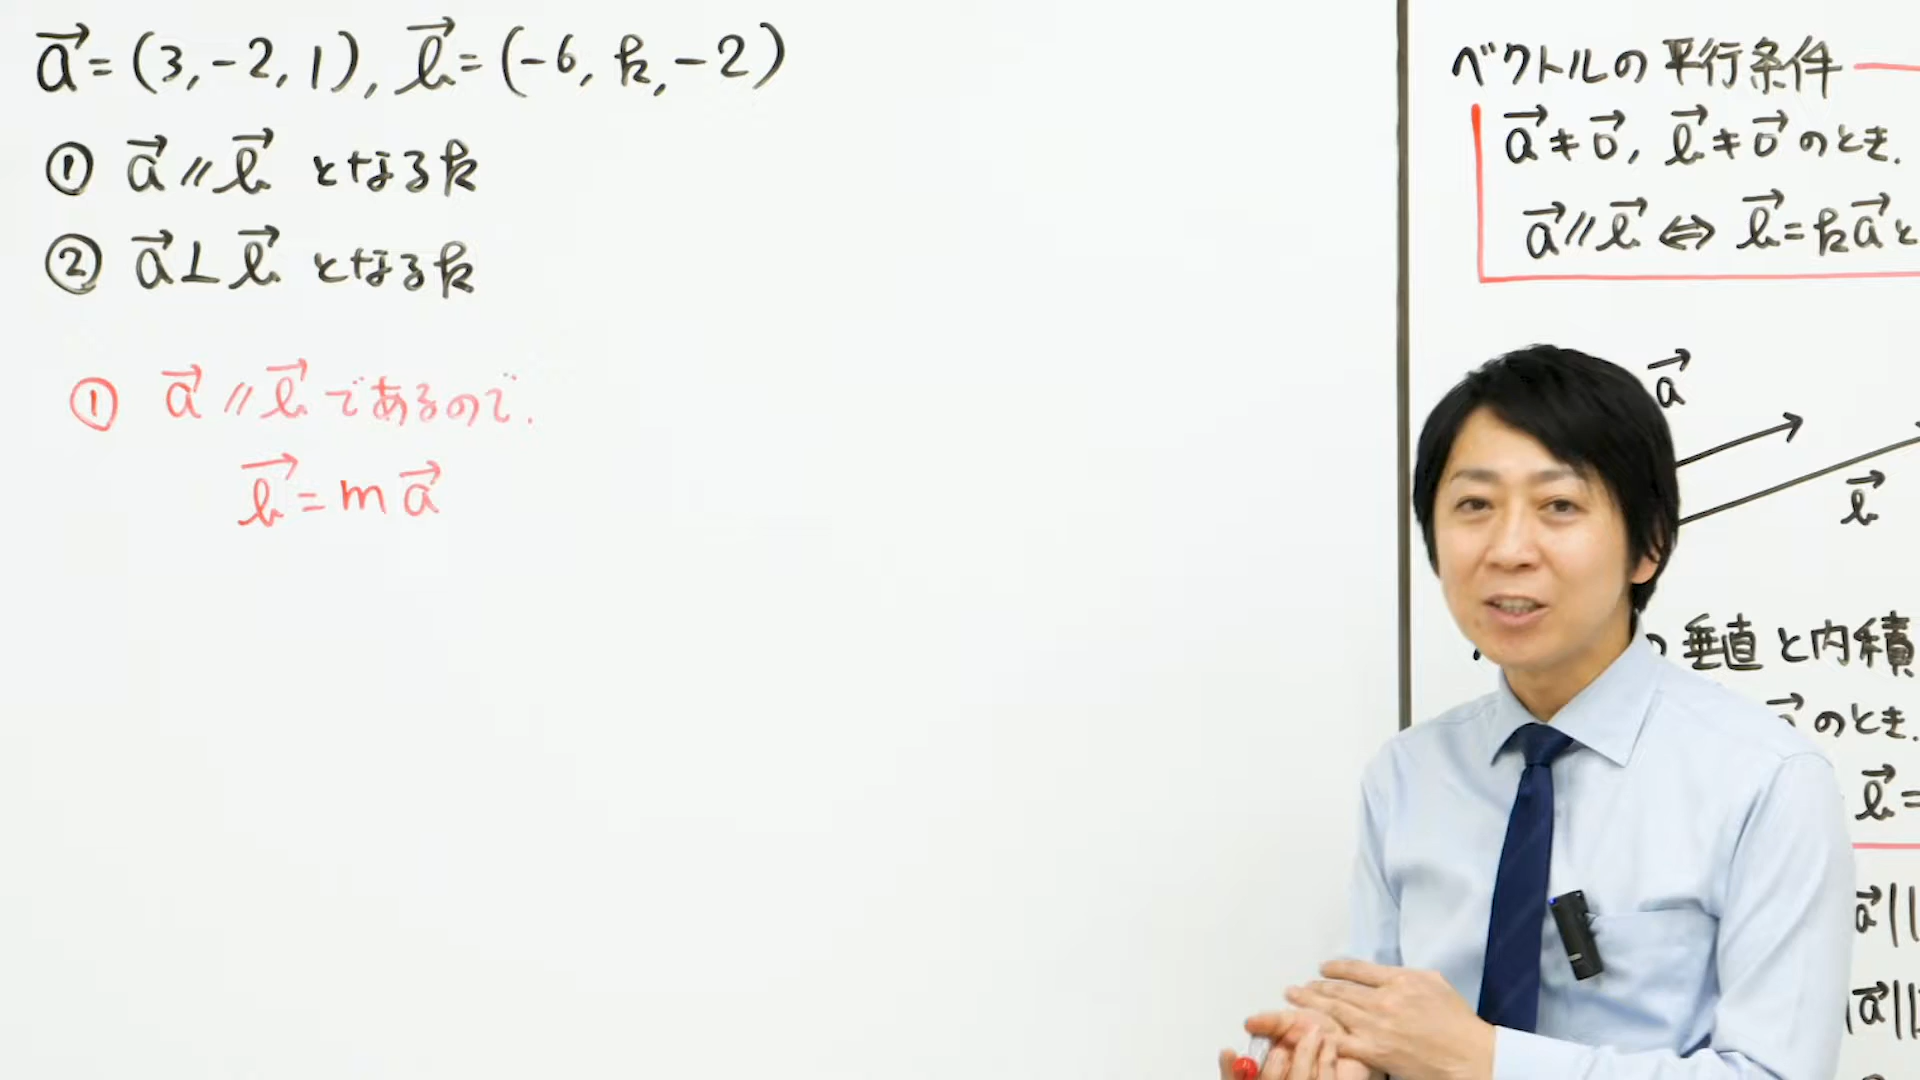 a⃗=(3,-2,1), b⃗=(-6,k,-2)
① a⃗ // b⃗ となるk
② a⃗⊥b⃗ となるk
① a⃗ // b⃗ であるので.
b⃗=m a⃗
ベクトルの平行条件
a⃗≠0⃗, b⃗≠0⃗ のとき.
a⃗//b⃗ ⇔ b⃗=ka⃗ と
a⃗
b⃗
垂直と内積
のとき.
b⃗=
a⃗||
|a⃗||